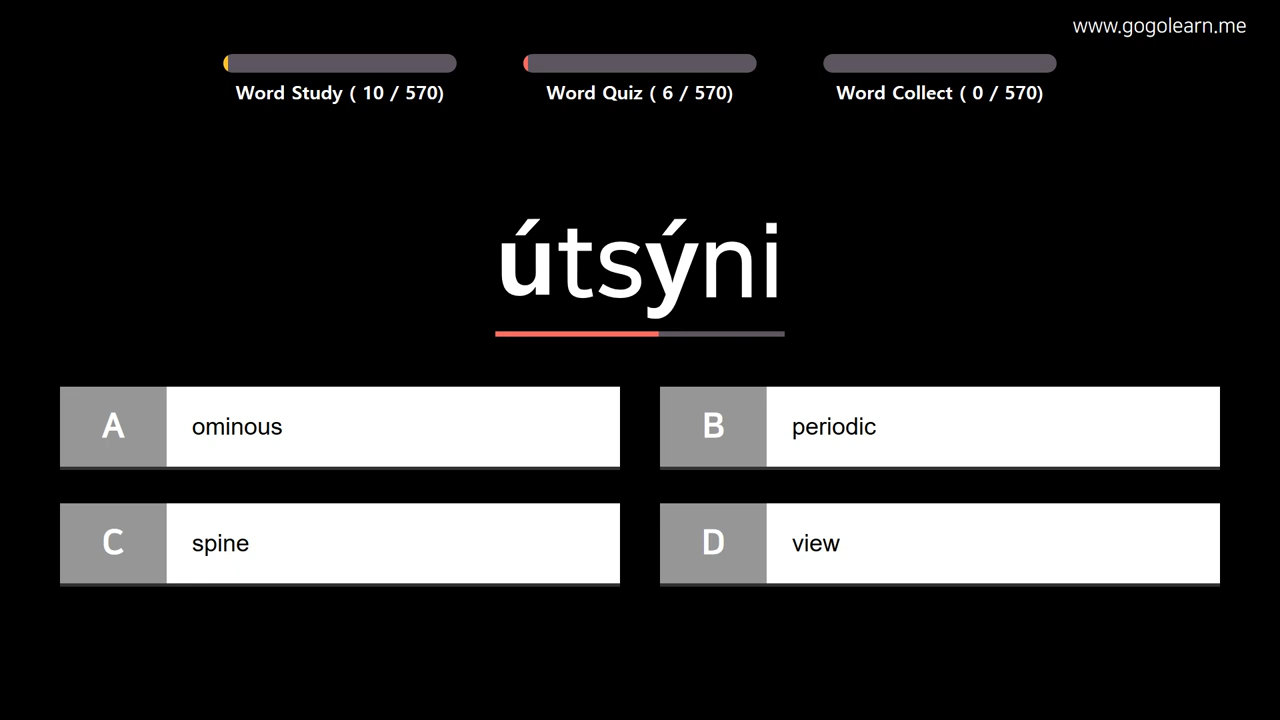 www.gogolearn.me
Word Study ( 10 / 570)
Word Quiz ( 6 / 570)
Word Collect ( 0 / 570)
útsýni
A ominous
B periodic
C spine
D view